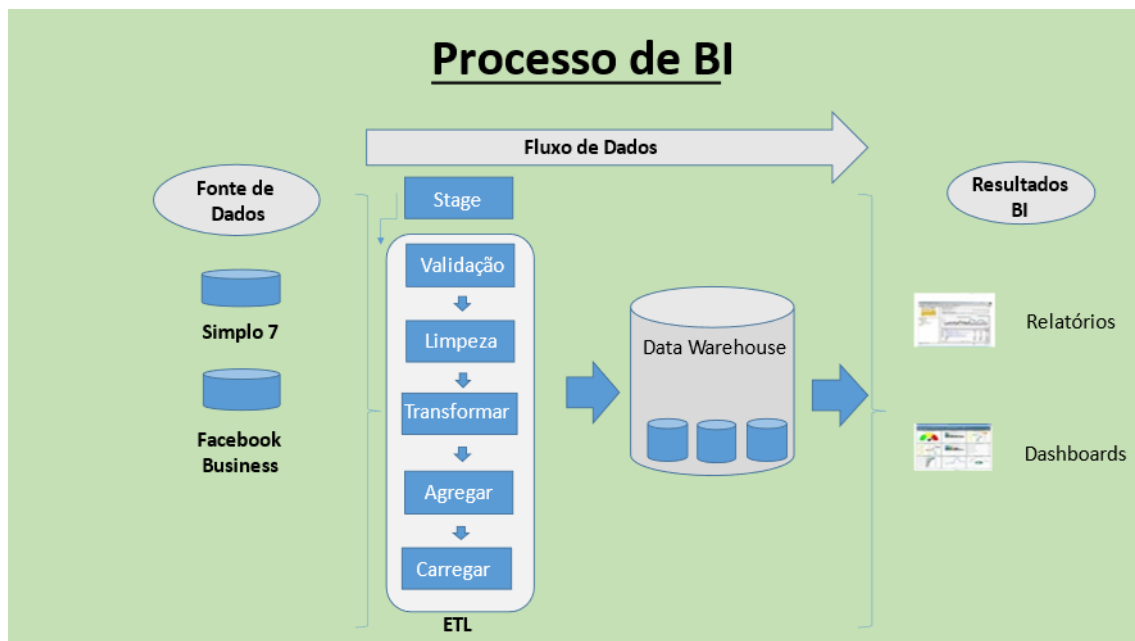 Processo de BI
Fluxo de Dados
Fonte de
Dados
Simplo 7
Facebook
Business
Stage
Validação
Limpeza
Transformar
Agregar
Carregar
ETL
Data Warehouse
Resultados
BI
Relatórios
Dashboards